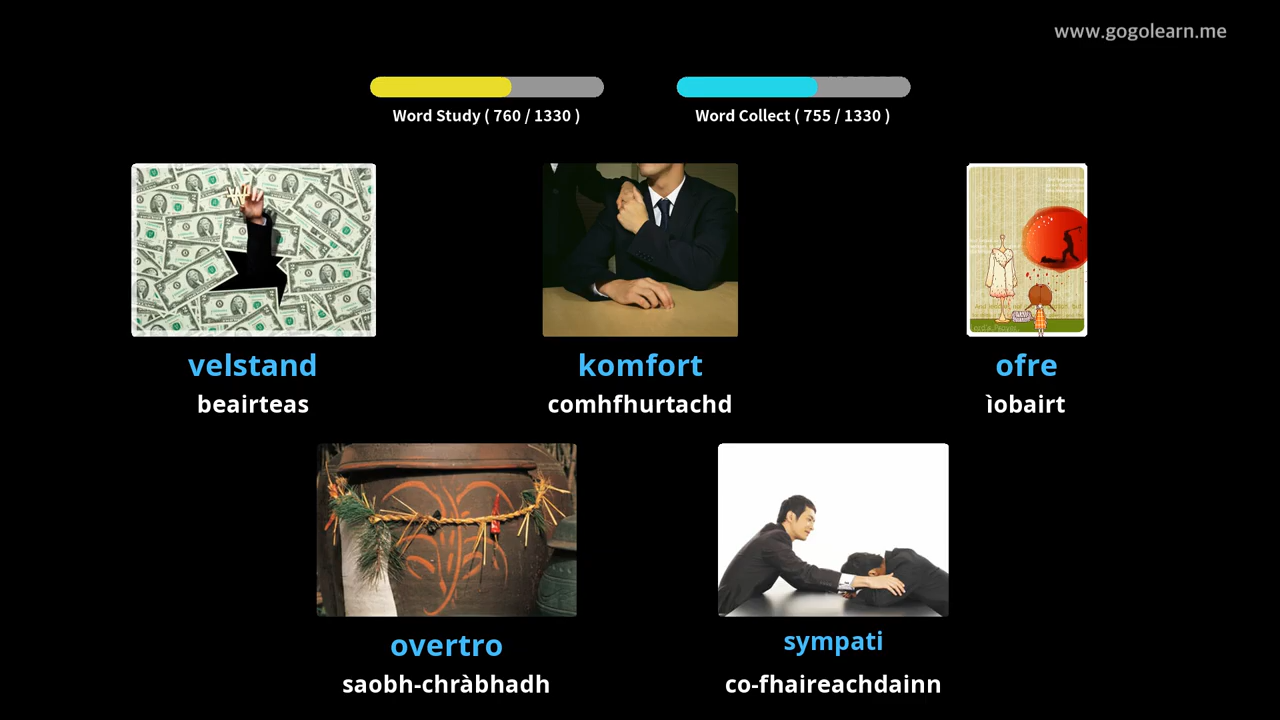 www.gogolearn.me
Word Study ( 760 / 1330 )
Word Collect ( 755 / 1330 )
velstand
komfort
ofre
beairteas
comhfhurtachd
ìobairt
overtro
sympati
saobh-chràbhadh
co-fhaireachdainn